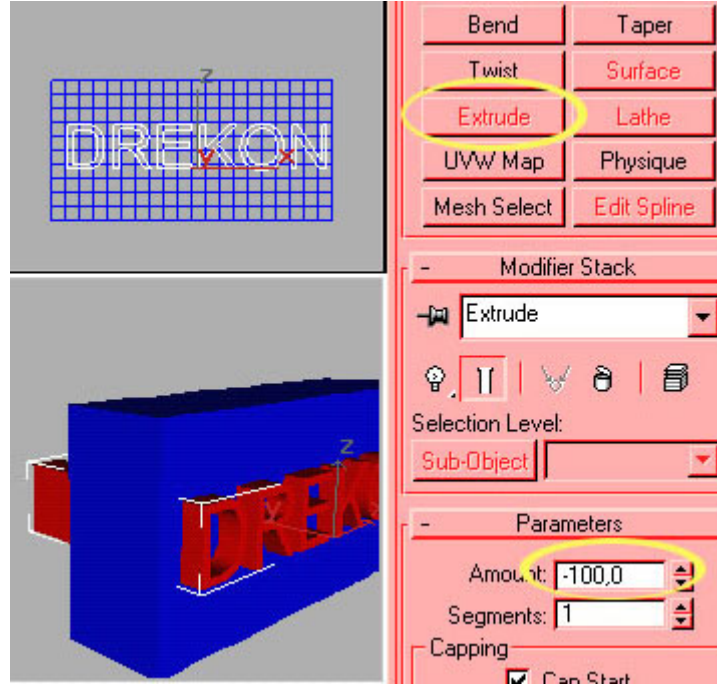 Bend Taper
Twist Surface
Extrude Lathe
UVW Map Physique
Mesh Select Edit Spline
- Modifier Stack
Extrude
Selection Level:
Sub-Object
- Parameters
Amount: -100,0
Segments: 1
Capping
Cap Start
z
DREKON
y x
z
y x
DREKO